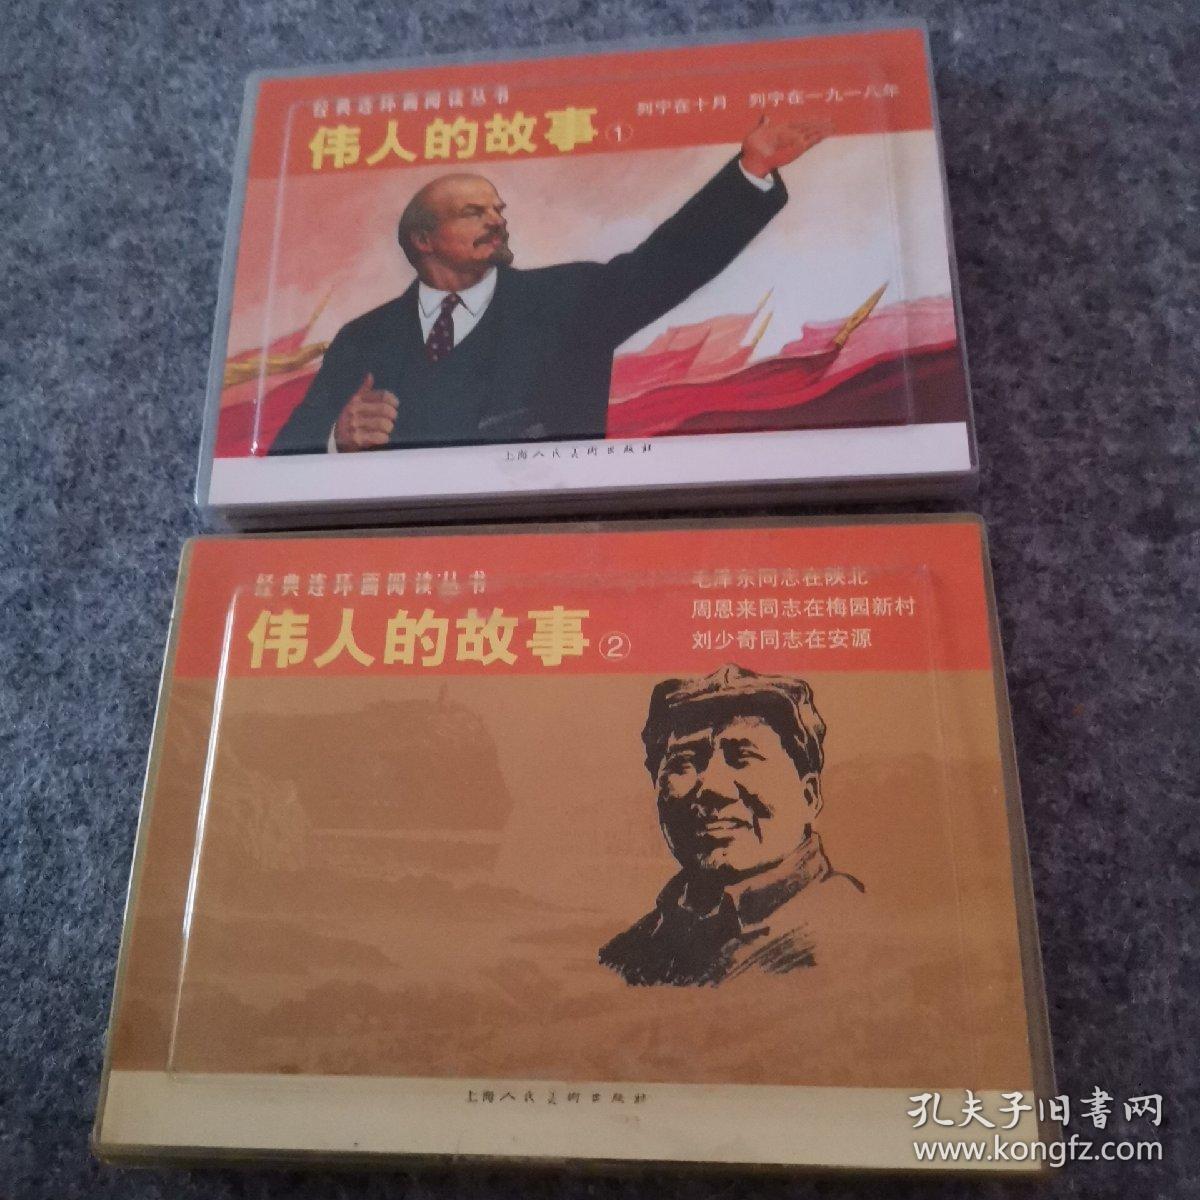 经典连环画阅读丛书
伟人的故事①
列宁在十月 列宁在一九一八年
上海人民美術出版社
经典连环画阅读丛书
伟人的故事②
毛泽东同志在陕北
周恩来同志在梅园新村
刘少奇同志在安源
上海人民美術出版社
孔夫子旧書网
www.kongfz.com